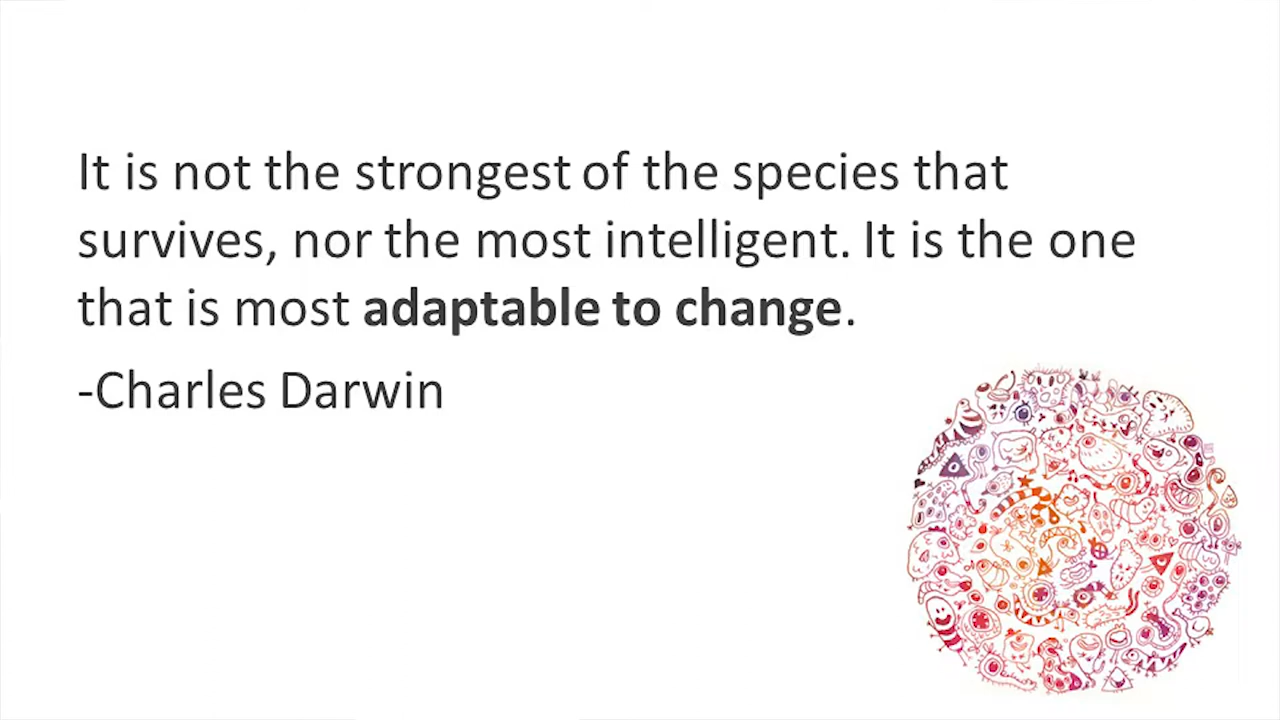 It is not the strongest of the species that
survives, nor the most intelligent. It is the one
that is most adaptable to change.
-Charles Darwin